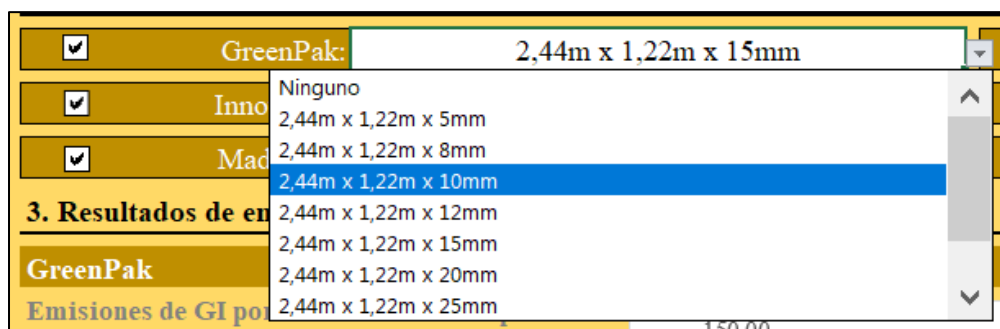 GreenPak: 2,44m x 1,22m x 15mm
Ninguno
Inno
2,44m x 1,22m x 5mm
Mad
2,44m x 1,22m x 8mm
2,44m x 1,22m x 10mm
3. Resultados de en
2,44m x 1,22m x 12mm
2,44m x 1,22m x 15mm
GreenPak
2,44m x 1,22m x 20mm
Emisiones de GI por
2,44m x 1,22m x 25mm
150,00